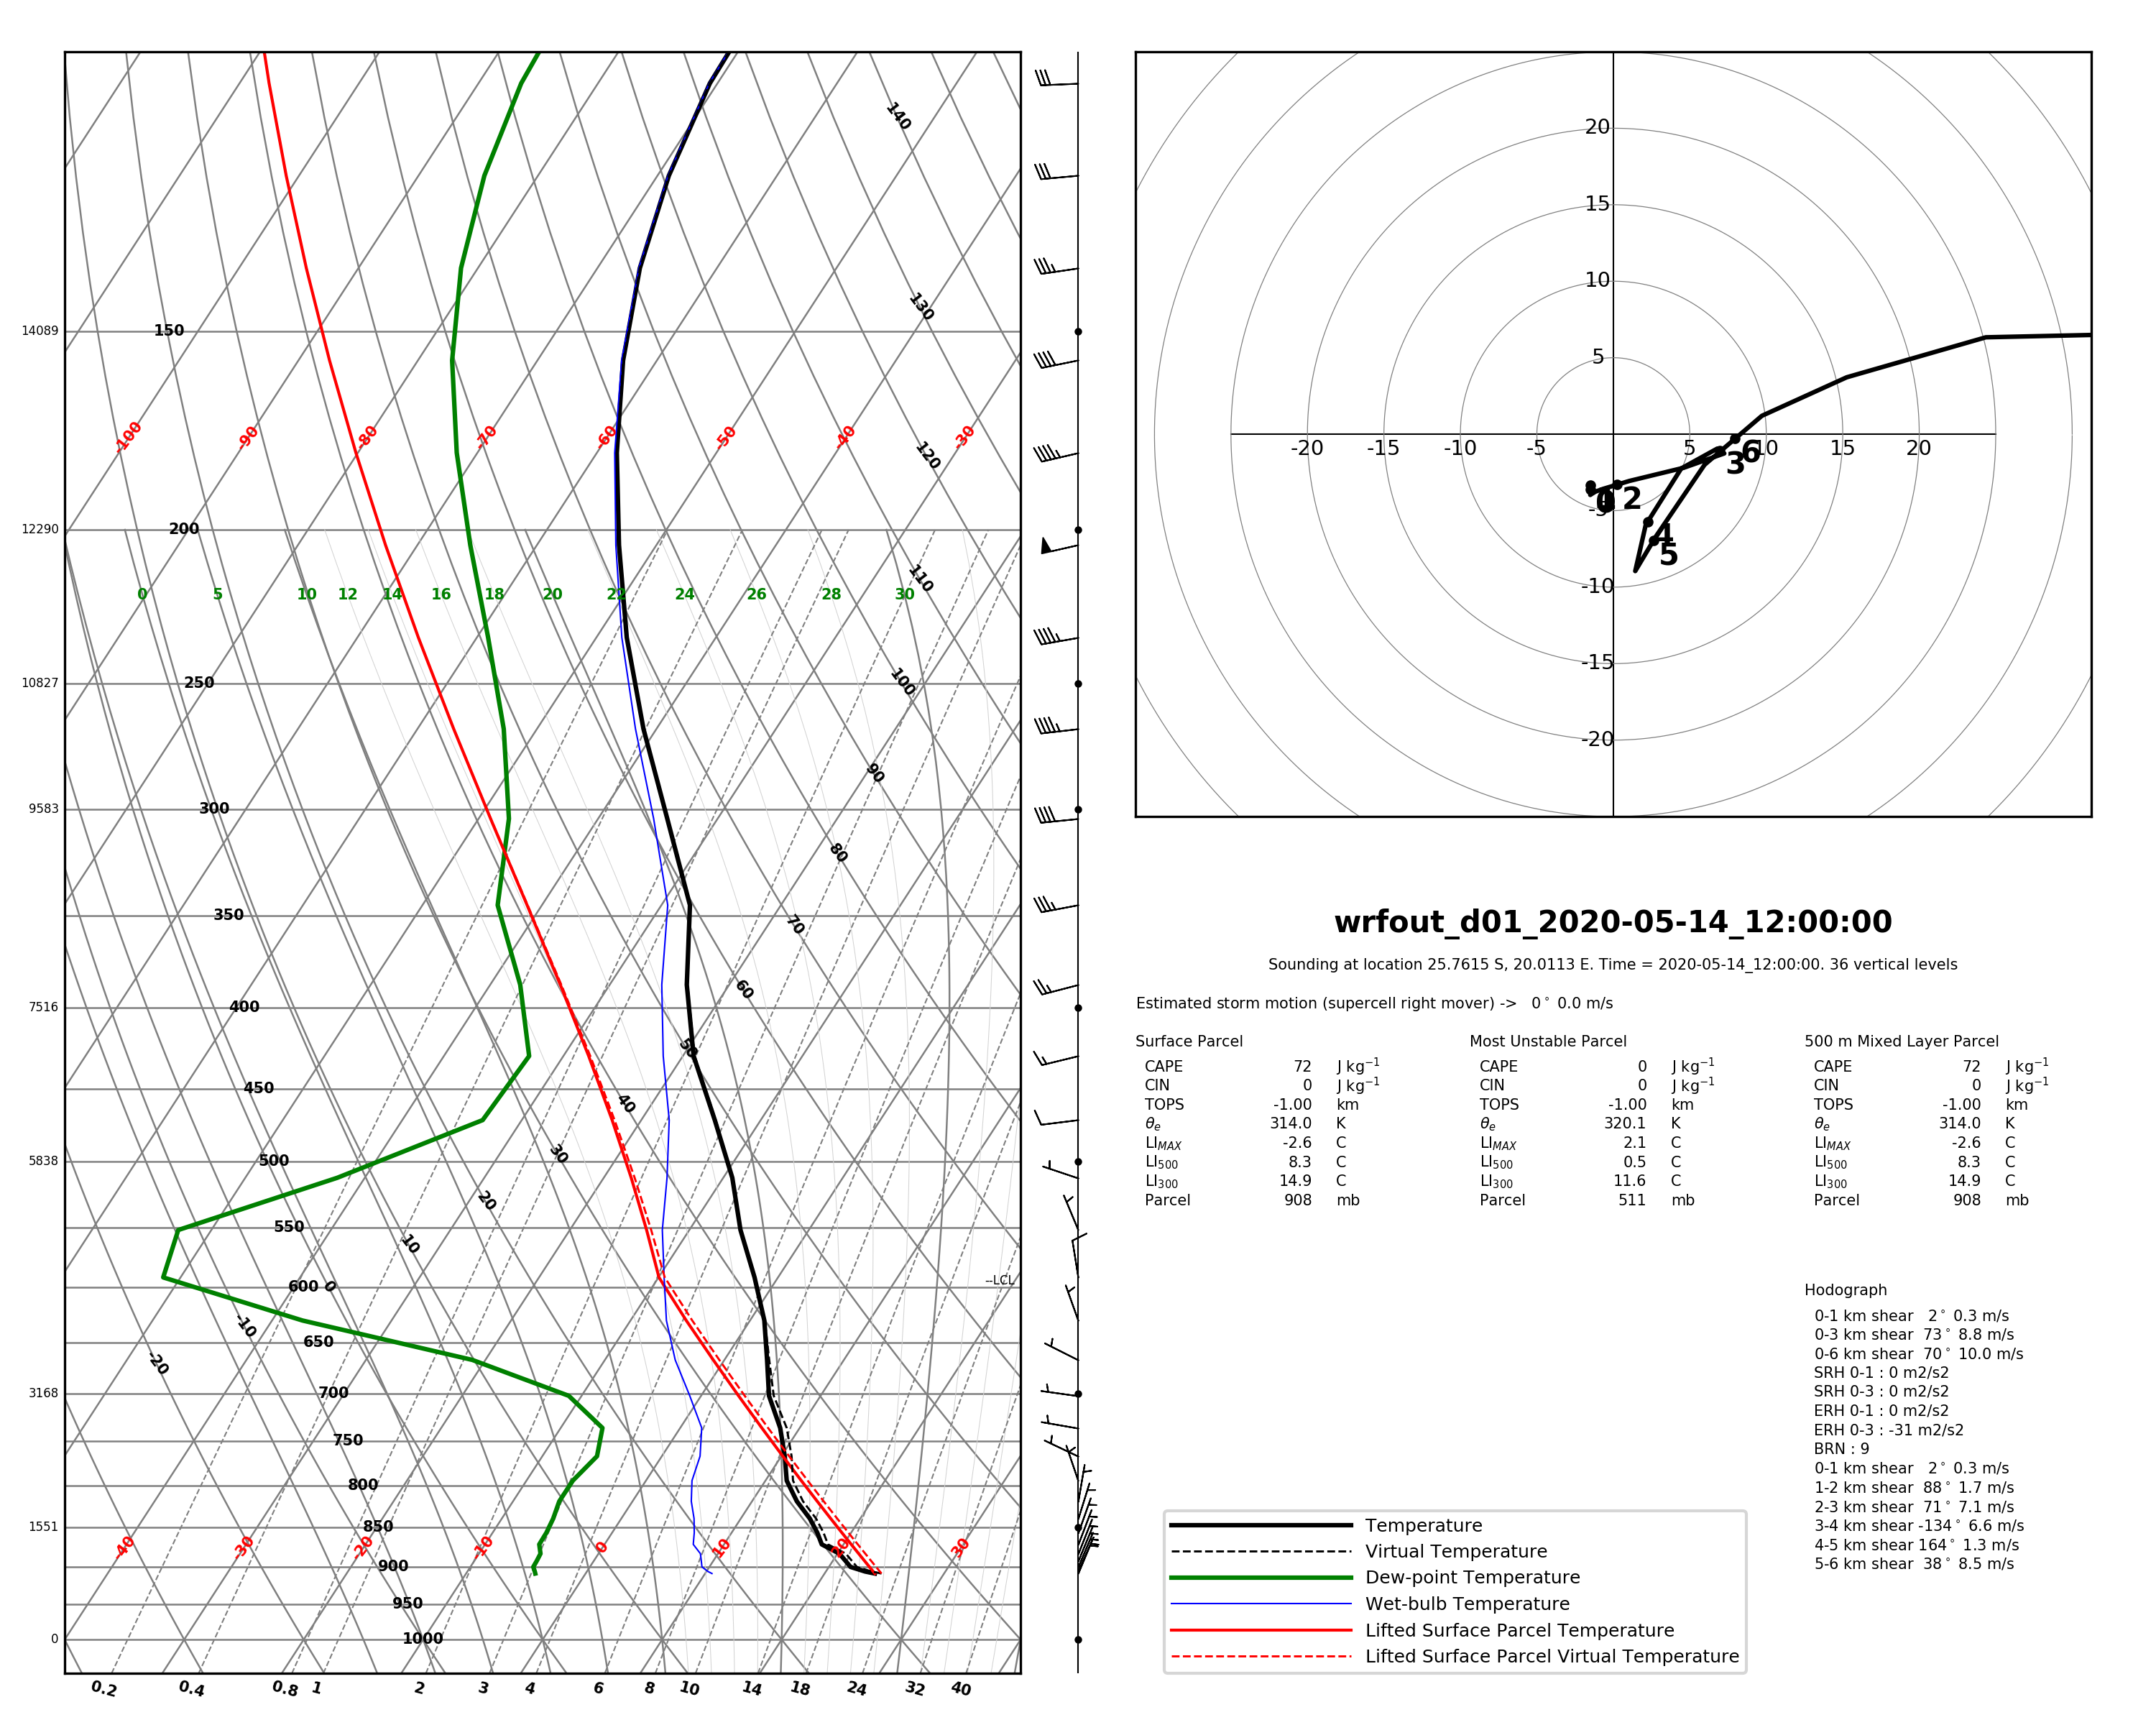 140
130
120
110
100
90
80
70
60
50
40
30
20
10
0
-10
-20
14089 150
-100 -90 -80 -70 -60 -50 -40 -30
12290 200
0 5 10 12 14 16 18 20 22 24 26 28 30
10827 250
9583 300
350
7516 400
450
5838 500
550
600
--LCL
650
3168 700
750
800
1551 850
-40 -30 -20 -10 0 10 20 30
900
950
0 1000
0.2 0.4 0.8 1 2 3 4 6 8 10 14 18 24 32 40
20
15
10
5
-20 -15 -10 -5 5 10 15 20
-5
-10
-15
-20
0 2 3 4 5 6
wrfout_d01_2020-05-14_12:00:00
Sounding at location 25.7615 S, 20.0113 E. Time = 2020-05-14_12:00:00. 36 vertical levels
Estimated storm motion (supercell right mover) -> 0° 0.0 m/s
Surface Parcel Most Unstable Parcel 500 m Mixed Layer Parcel
CAPE 72 J kg⁻¹ CAPE 0 J kg⁻¹ CAPE 72 J kg⁻¹
CIN 0 J kg⁻¹ CIN 0 J kg⁻¹ CIN 0 J kg⁻¹
TOPS -1.00 km TOPS -1.00 km TOPS -1.00 km
θe 314.0 K θe 320.1 K θe 314.0 K
LIMAX -2.6 C LIMAX 2.1 C LIMAX -2.6 C
LI500 8.3 C LI500 0.5 C LI500 8.3 C
LI300 14.9 C LI300 11.6 C LI300 14.9 C
Parcel 908 mb Parcel 511 mb Parcel 908 mb
Hodograph
0-1 km shear 2° 0.3 m/s
0-3 km shear 73° 8.8 m/s
0-6 km shear 70° 10.0 m/s
SRH 0-1 : 0 m2/s2
SRH 0-3 : 0 m2/s2
ERH 0-1 : 0 m2/s2
ERH 0-3 : -31 m2/s2
BRN : 9
0-1 km shear 2° 0.3 m/s
1-2 km shear 88° 1.7 m/s
2-3 km shear 71° 7.1 m/s
3-4 km shear -134° 6.6 m/s
4-5 km shear 164° 1.3 m/s
5-6 km shear 38° 8.5 m/s
Temperature
Virtual Temperature
Dew-point Temperature
Wet-bulb Temperature
Lifted Surface Parcel Temperature
Lifted Surface Parcel Virtual Temperature